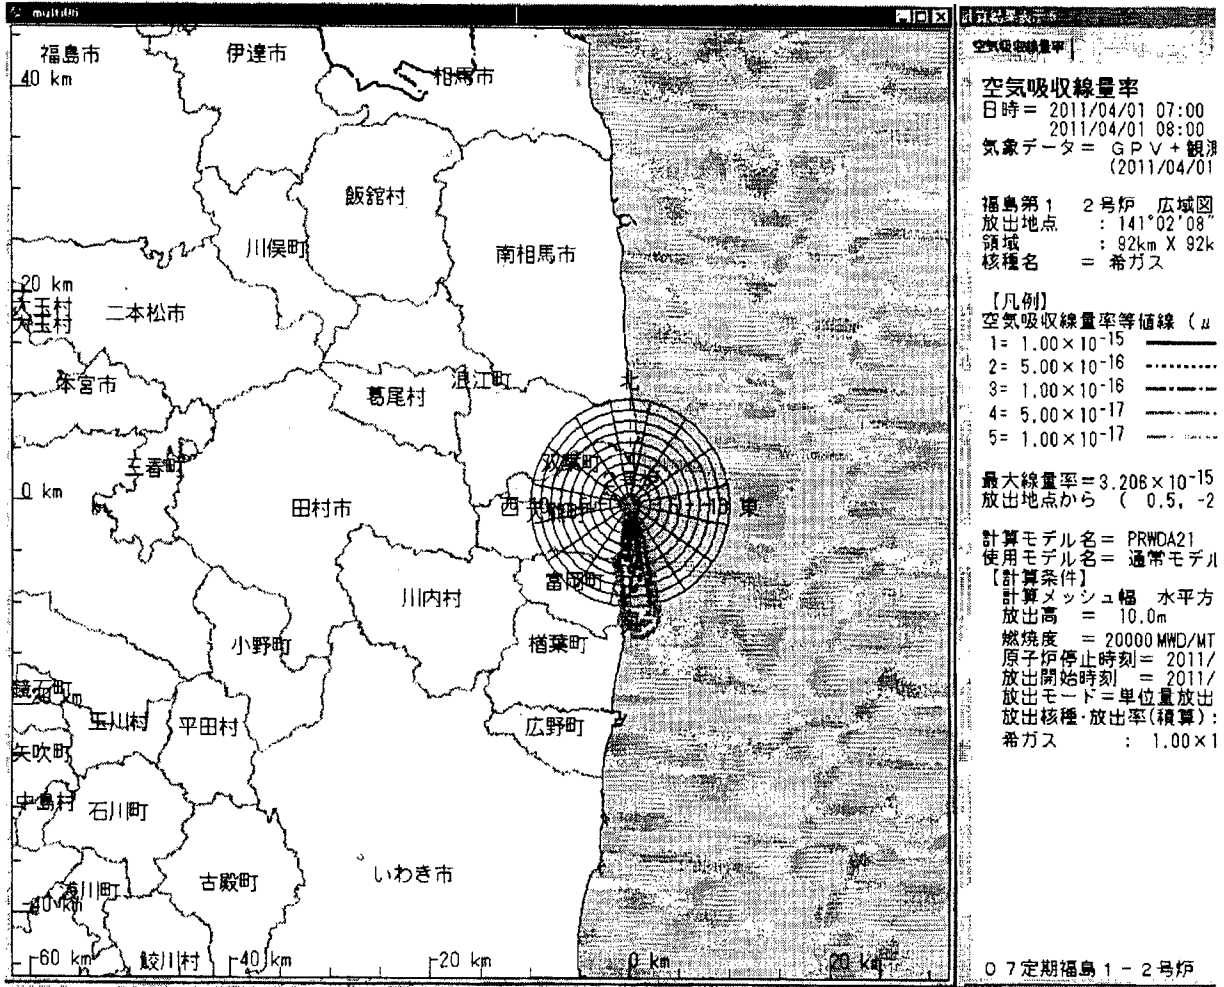 福島市
伊達市
相馬市
40 km
飯舘村
川俣町
南相馬市
20 km
大玉村
大玉村
二本松市
本宮市
浪江町
北
葛尾村
三春町
双葉町
0 km
田村市
西
東
富岡町
川内村
小野町
楢葉町
鏡石町
玉川村
平田村
広野町
矢吹町
中島村
石川町
いわき市
浅川町
古殿町
-40 km
鮫川村
-60 km
-40 km
-20 km
0 km
20 km
空気吸収線量率
空気吸収線量率
日時= 2011/04/01 07:00
2011/04/01 08:00
気象データ= GPV+観測
(2011/04/01
福島第1 2号炉 広域図
放出地点 : 141°02'08"
領域 : 92km X 92k
核種名 = 希ガス
【凡例】
空気吸収線量率等値線 (μ
1= 1.00×10-15
2= 5.00×10-16
3= 1.00×10-16
4= 5.00×10-17
5= 1.00×10-17
最大線量率=3.206×10-15
放出地点から ( 0.5, -2
計算モデル名= PRWDA21
使用モデル名= 通常モデル
【計算条件】
計算メッシュ幅 水平方
放出高 = 10.0m
燃焼度 = 20000MWD/MT
原子炉停止時刻= 2011/
放出開始時刻 = 2011/
放出モード=単位量放出
放出核種・放出率(積算):
希ガス : 1.00×1
07定期福島1-2号炉